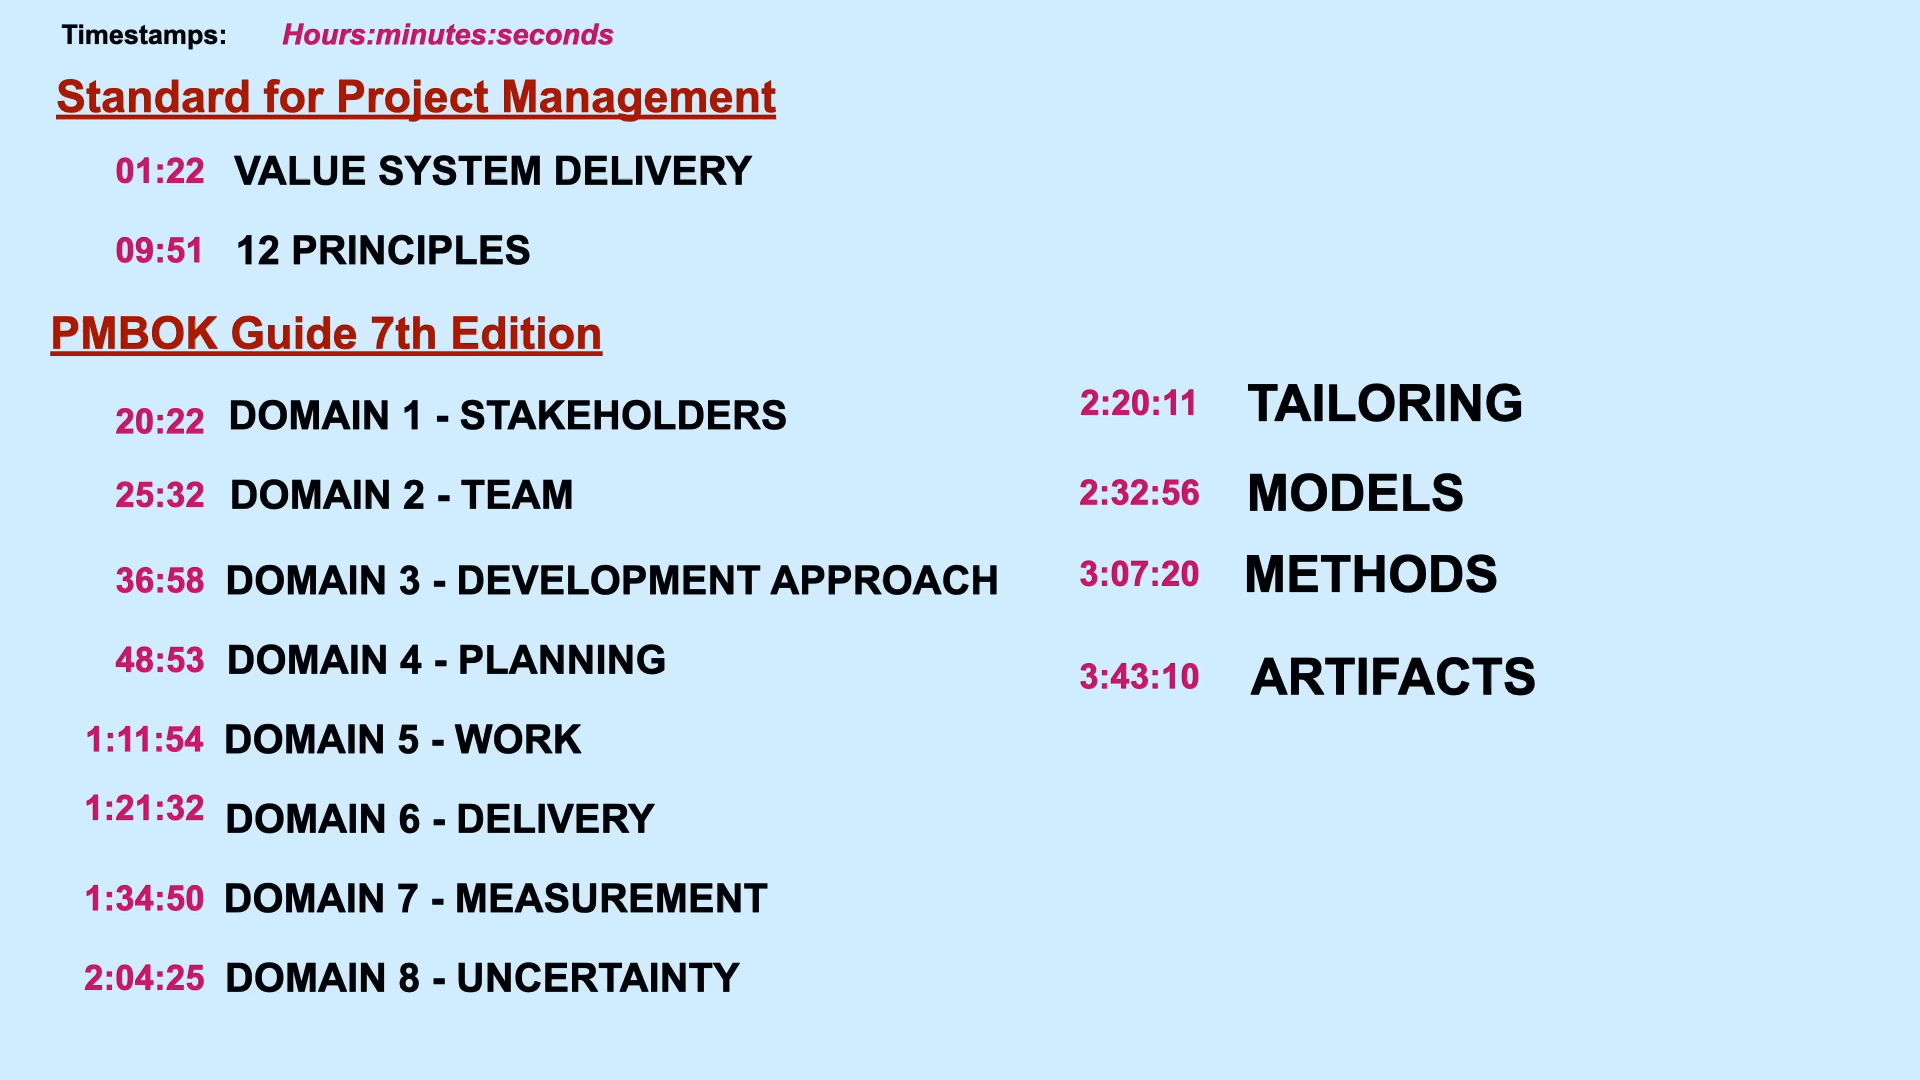 Timestamps: Hours:minutes:seconds
Standard for Project Management
01:22 VALUE SYSTEM DELIVERY
09:51 12 PRINCIPLES
PMBOK Guide 7th Edition
20:22 DOMAIN 1 - STAKEHOLDERS
25:32 DOMAIN 2 - TEAM
36:58 DOMAIN 3 - DEVELOPMENT APPROACH
48:53 DOMAIN 4 - PLANNING
1:11:54 DOMAIN 5 - WORK
1:21:32 DOMAIN 6 - DELIVERY
1:34:50 DOMAIN 7 - MEASUREMENT
2:04:25 DOMAIN 8 - UNCERTAINTY
2:20:11 TAILORING
2:32:56 MODELS
3:07:20 METHODS
3:43:10 ARTIFACTS